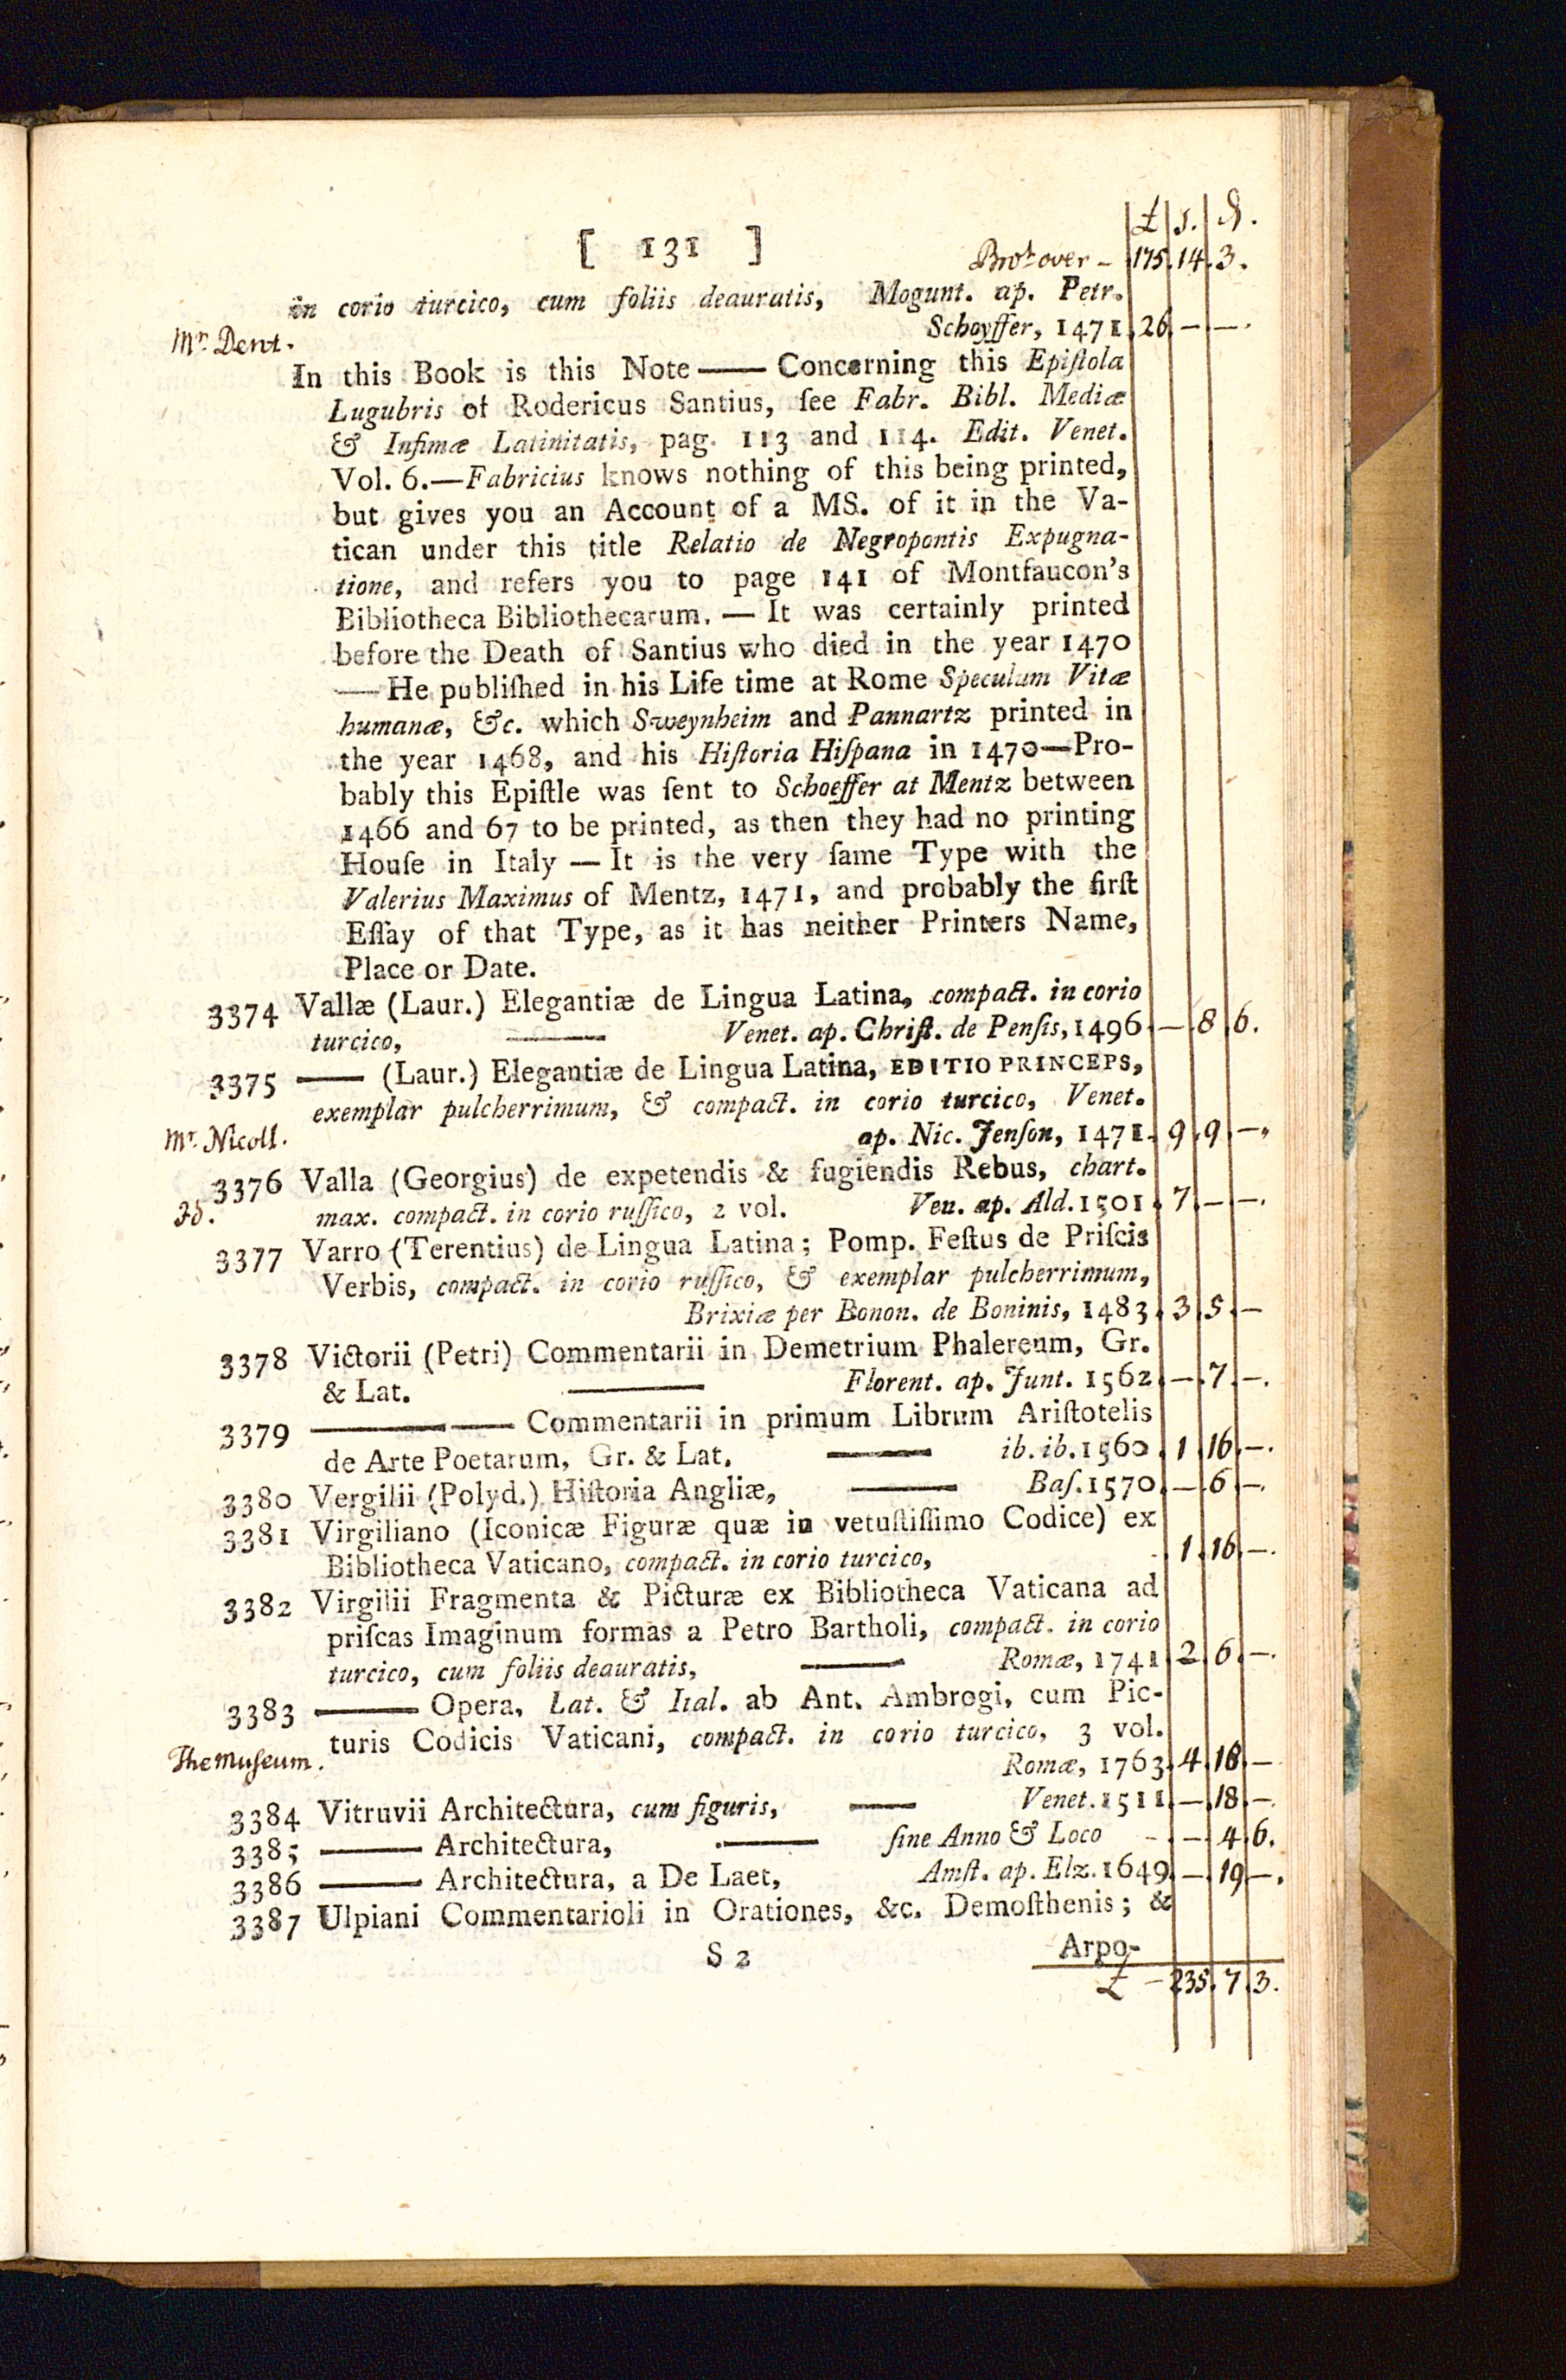 £ s. d.
[ 131 ] Brot over – 175. 14. 3.
in corio turcico, cum foliis deauratis, Mogunt. ap. Petr.
Schoyffer, 1471. 26. — —.
Mr. Dent.
In this Book is this Note —— Concerning this Epiſtola
Lugubris of Rodericus Santius, ſee Fabr. Bibl. Mediæ
& Infimæ Latinitatis, pag. 113 and 114. Edit. Venet.
Vol. 6.—Fabricius knows nothing of this being printed,
but gives you an Account of a MS. of it in the Va-
tican under this title Relatio de Negropontis Expugna-
tione, and refers you to page 141 of Montfaucon's
Bibliotheca Bibliothecarum. — It was certainly printed
before the Death of Santius who died in the year 1470
— He publiſhed in his Life time at Rome Speculum Vitæ
humanæ, &c. which Sweynheim and Pannartz printed in
the year 1468, and his Hiſtoria Hiſpana in 1470—Pro-
bably this Epiſtle was ſent to Schoeffer at Mentz between
1466 and 67 to be printed, as then they had no printing
Houſe in Italy — It is the very ſame Type with the
Valerius Maximus of Mentz, 1471, and probably the firſt
Eſſay of that Type, as it has neither Printers Name,
Place or Date.
3374 Vallæ (Laur.) Elegantiæ de Lingua Latina, compact. in corio
turcico, —— Venet. ap. Chriſt. de Penſis, 1496 — . 8 . 6.
3375 —— (Laur.) Elegantiæ de Lingua Latina, EDITIO PRINCEPS,
exemplar pulcherrimum, & compact. in corio turcico, Venet.
Mr. Nicoll. ap. Nic. Jenſon, 1471. 9 . 9 . —.
3376 Valla (Georgius) de expetendis & fugiendis Rebus, chart.
Id. max. compact. in corio ruſſico, 2 vol. Ven. ap. Ald. 1501. 7 — —.
3377 Varro (Terentius) de Lingua Latina; Pomp. Feſtus de Priſcis
Verbis, compact. in corio ruſſico, & exemplar pulcherrimum,
Brixiæ per Bonon. de Boninis, 1483. 3 . 5 . —
3378 Victorii (Petri) Commentarii in Demetrium Phalereum, Gr.
& Lat. —— Florent. ap. Junt. 1562. — . 7 . —.
3379 —— —— Commentarii in primum Librum Ariſtotelis
de Arte Poetarum, Gr. & Lat. —— ib. ib. 1560. 1 . 16 . —.
3380 Vergilii (Polyd.) Hiſtoria Angliæ, —— Baſ. 1570. — . 6 . —.
3381 Virgiliano (Iconicæ Figuræ quæ in vetuſtiſſimo Codice) ex
Bibliotheca Vaticano, compact. in corio turcico, - . 1 . 16 . —.
3382 Virgilii Fragmenta & Picturæ ex Bibliotheca Vaticana ad
priſcas Imaginum formas a Petro Bartholi, compact. in corio
turcico, cum foliis deauratis, —— Romæ, 1741. 2 . 6 . —.
3383 —— Opera, Lat. & Ital. ab Ant. Ambrogi, cum Pic-
turis Codicis Vaticani, compact. in corio turcico, 3 vol.
The Muſeum. Romæ, 1763. 4 . 18 . —
3384 Vitruvii Architectura, cum figuris, —— Venet. 1511. — . 18 . —.
3385 —— Architectura, —— ſine Anno & Loco - . — . 4 . 6.
3386 —— Architectura, a De Laet, Amſt. ap. Elz. 1649. — . 19 . —.
3387 Ulpiani Commentarioli in Orationes, &c. Demoſthenis; &
S 2 Arpo-
£ – 235. 7. 3.